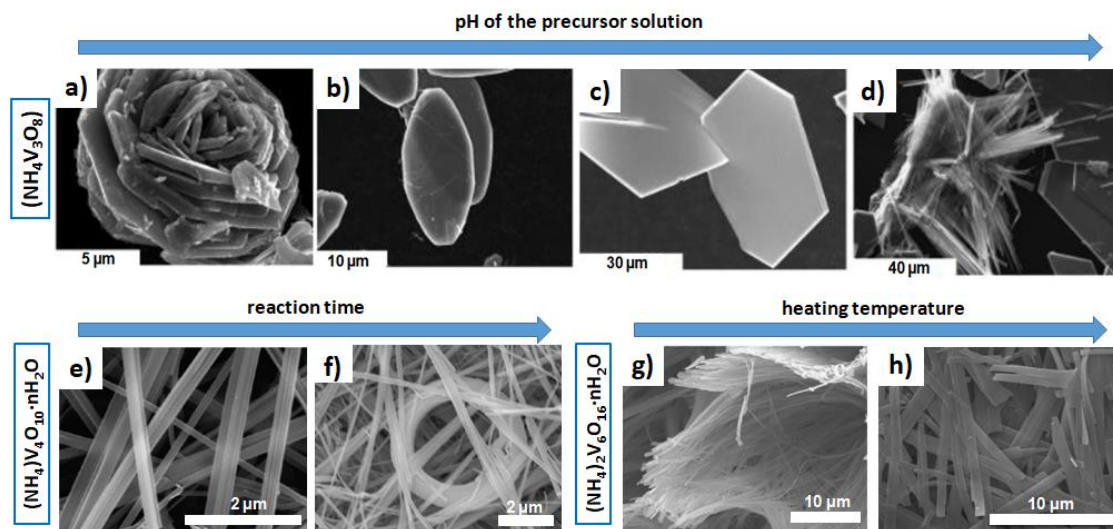 pH of the precursor solution
(NH₄V₃O₈)
a)
b)
c)
d)
5 µm
10 µm
30 µm
40 µm
reaction time
heating temperature
(NH₄)V₄O₁₀·nH₂O
e)
f)
2 µm
2 µm
(NH₄)₂V₆O₁₆·nH₂O
g)
h)
10 µm
10 µm